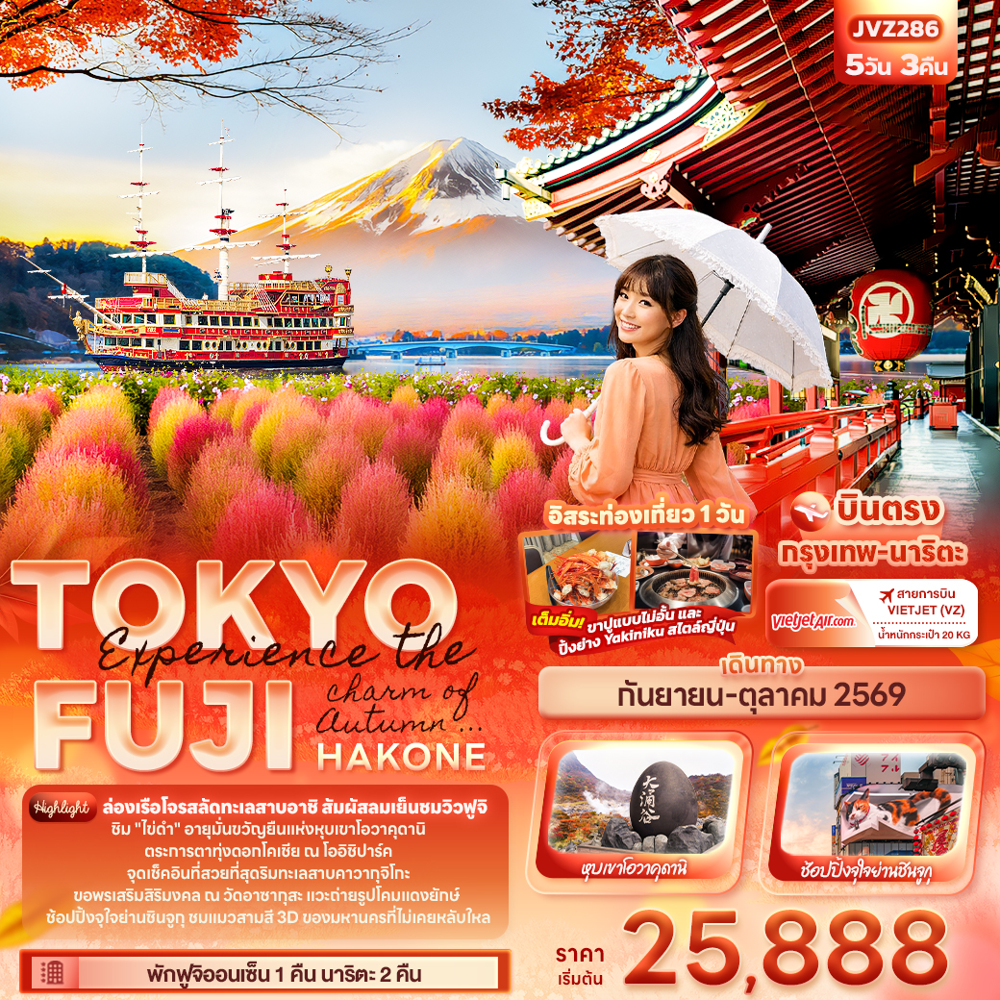 JVZ286
5วัน 3คืน
อิสระท่องเที่ยว 1 วัน
เต็มอิ่ม! ขาปูแบบไม่อั้น และ
ปิ้งย่าง Yakiniku สไตล์ญี่ปุ่น
บินตรง
กรุงเทพ-นาริตะ
vietjetAir.com
สายการบิน
VIETJET (VZ)
น้ำหนักกระเป๋า 20 KG
TOKYO
Experience the
FUJI
charm of
Autumn...
HAKONE
เดินทาง
กันยายน-ตุลาคม 2569
Highlight
ล่องเรือโจรสลัดทะเลสาบอาชิ สัมผัสลมเย็นชมวิวฟูจิ
ชิม "ไข่ดำ" อายุมั่นขวัญยืนแห่งหุบเขาโอวาคุดานิ
ตระการตาทุ่งดอกโคเชีย ณ โออิชิปาร์ค
จุดเช็คอินที่สวยที่สุดริมทะเลสาบคาวากุจิโกะ
ขอพรเสริมสิริมงคล ณ วัดอาซากุสะ แวะถ่ายรูปโคมแดงยักษ์
ช้อปปิ้งจุใจย่านชินจูกุ ชมแมวสามสี 3D ของมหานครที่ไม่เคยหลับใหล
大涌谷
หุบเขาโอวาคุดานิ
ช้อปปิ้งจุใจย่านชินจูกุ
พักฟูจิออนเซ็น 1 คืน นาริตะ 2 คืน
ราคา
เริ่มต้น
25,888